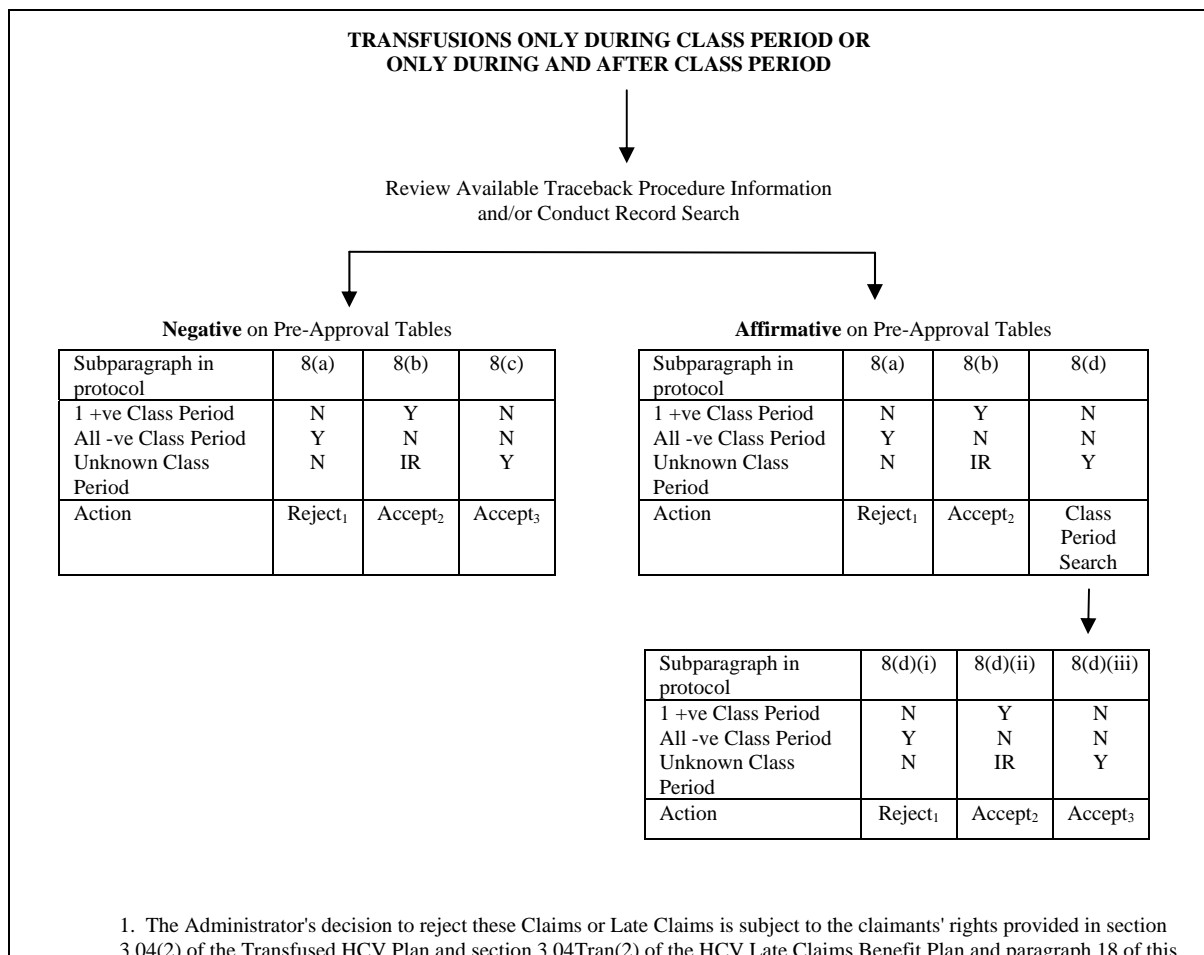 TRANSFUSIONS ONLY DURING CLASS PERIOD OR
ONLY DURING AND AFTER CLASS PERIOD
Review Available Traceback Procedure Information
and/or Conduct Record Search
Negative on Pre-Approval Tables
Subparagraph in protocol 8(a) 8(b) 8(c)
1 +ve Class Period N Y N
All -ve Class Period Y N N
Unknown Class Period N IR Y
Action Reject1 Accept2 Accept3
Affirmative on Pre-Approval Tables
Subparagraph in protocol 8(a) 8(b) 8(d)
1 +ve Class Period N Y N
All -ve Class Period Y N N
Unknown Class Period N IR Y
Action Reject1 Accept2 Class Period Search
Subparagraph in protocol 8(d)(i) 8(d)(ii) 8(d)(iii)
1 +ve Class Period N Y N
All -ve Class Period Y N N
Unknown Class Period N IR Y
Action Reject1 Accept2 Accept3
1. The Administrator's decision to reject these Claims or Late Claims is subject to the claimants' rights provided in section
3.04(2) of the Transfused HCV Plan and section 3.04Tran(2) of the HCV Late Claims Benefit Plan and paragraph 18 of this